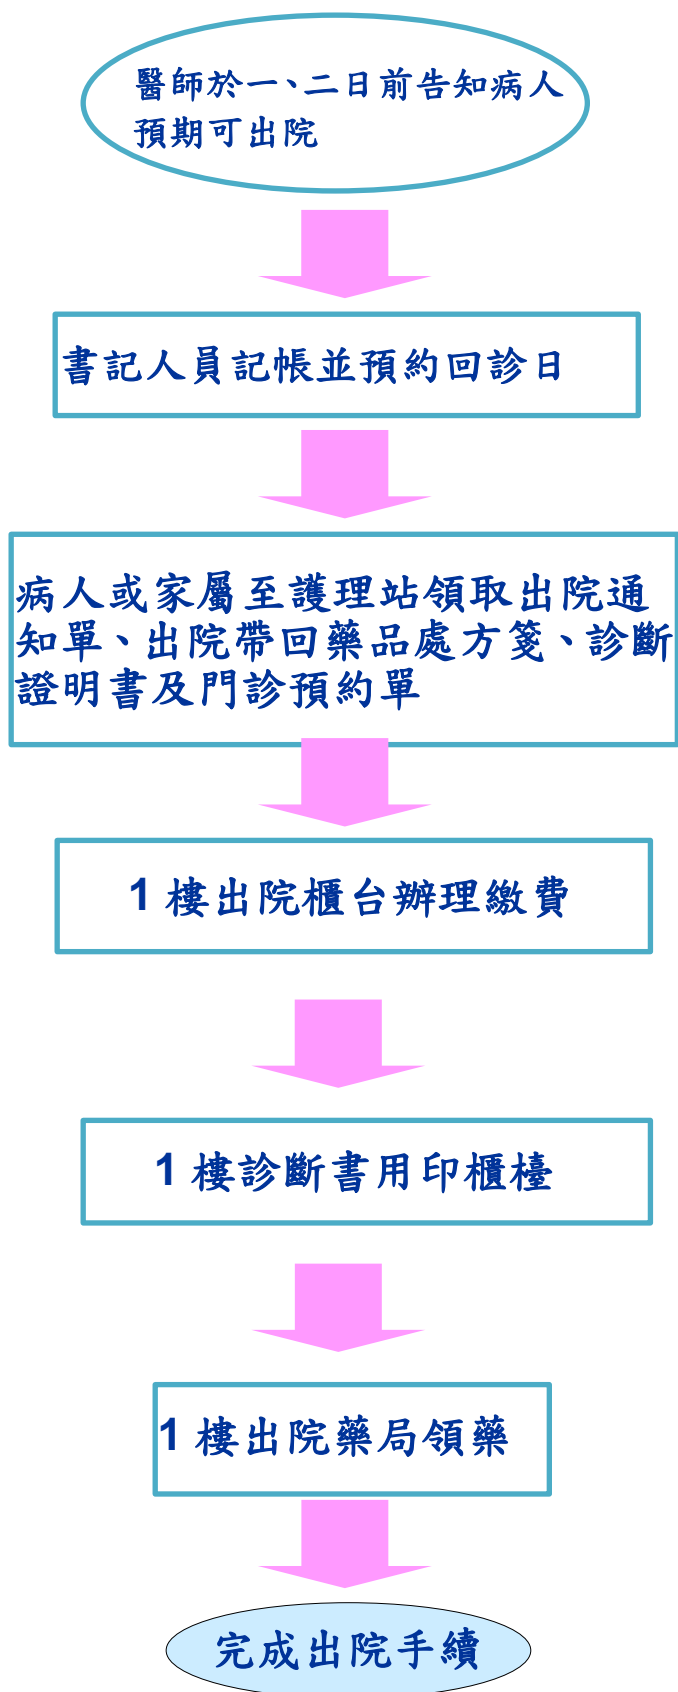 醫師於一、二日前告知病人
預期可出院
書記人員記帳並預約回診日
病人或家屬至護理站領取出院通
知單、出院帶回藥品處方箋、診斷
證明書及門診預約單
1 樓出院櫃台辦理繳費
1 樓診斷書用印櫃檯
1 樓出院藥局領藥
完成出院手續